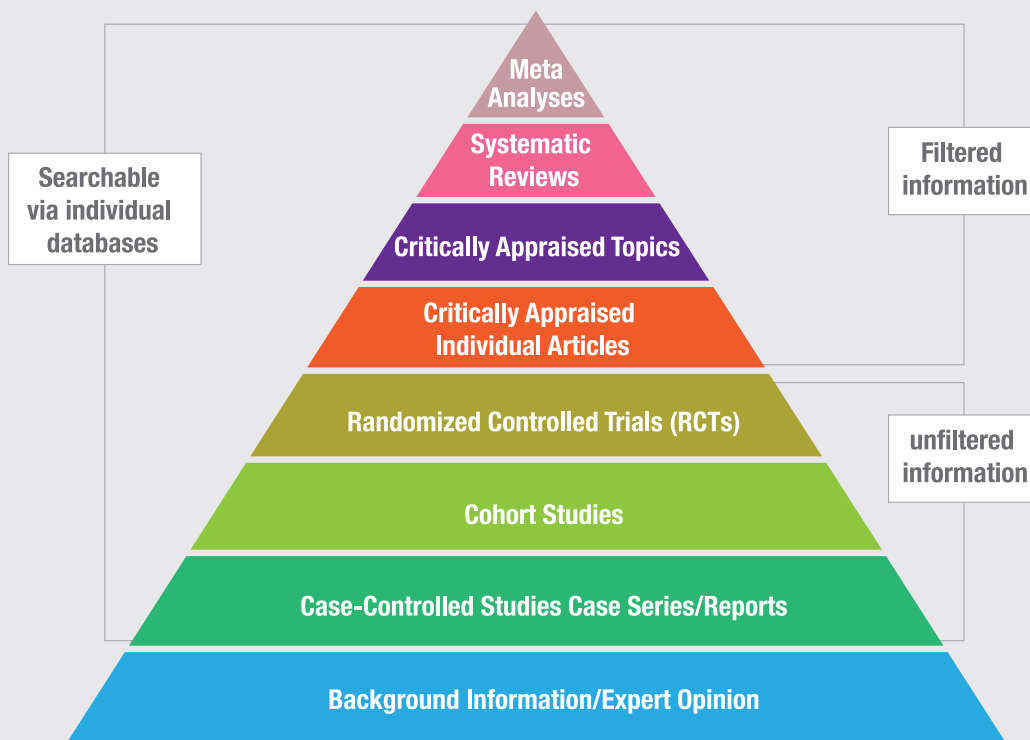 Meta
Analyses
Systematic
Reviews
Searchable
via individual
databases
Filtered
information
Critically Appraised Topics
Critically Appraised
Individual Articles
Randomized Controlled Trials (RCTs)
unfiltered
information
Cohort Studies
Case-Controlled Studies Case Series/Reports
Background Information/Expert Opinion